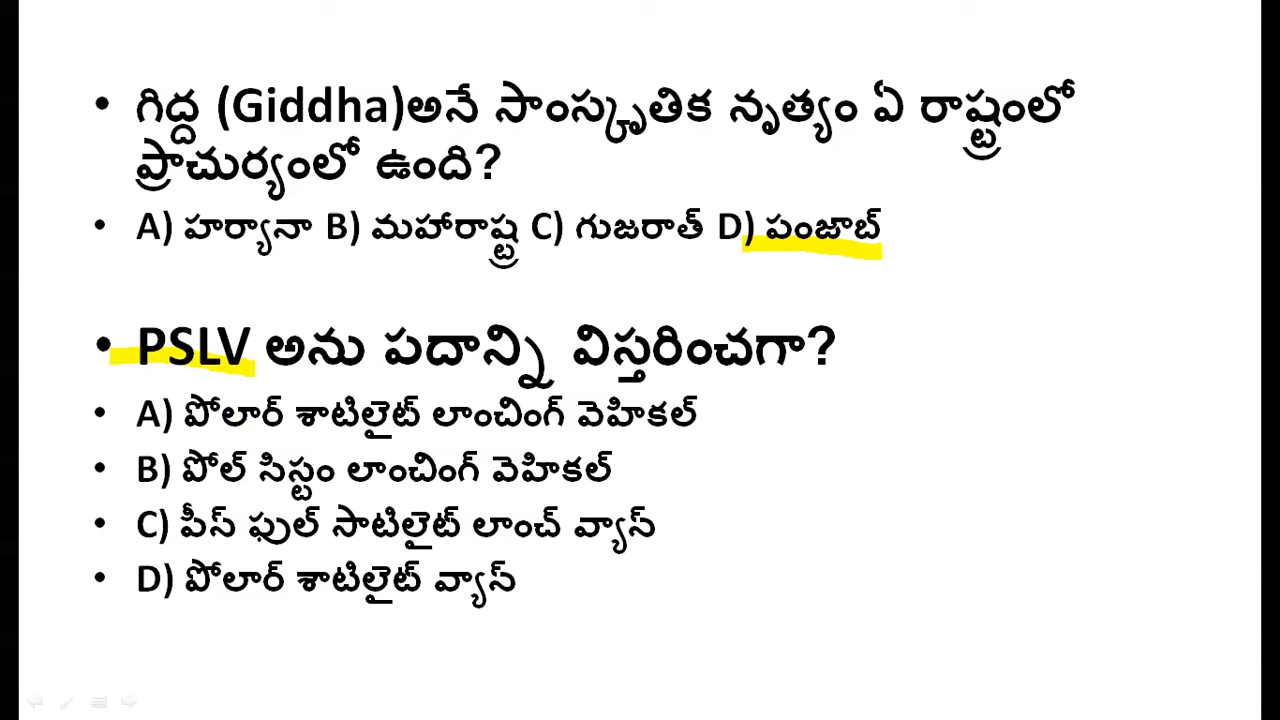 • గిద్ద (Giddha)అనే సాంస్కృతిక నృత్యం ఏ రాష్ట్రంలో
ప్రాచుర్యంలో ఉంది?
• A) హర్యానా B) మహారాష్ట్ర C) గుజరాత్ D) పంజాబ్
• PSLV అను పదాన్ని విస్తరించగా?
• A) పోలార్ శాటిలైట్ లాంచింగ్ వెహికల్
• B) పోల్ సిస్టం లాంచింగ్ వెహికల్
• C) పీస్ ఫుల్ సాటిలైట్ లాంచ్ వ్యాస్
• D) పోలార్ శాటిలైట్ వ్యాస్